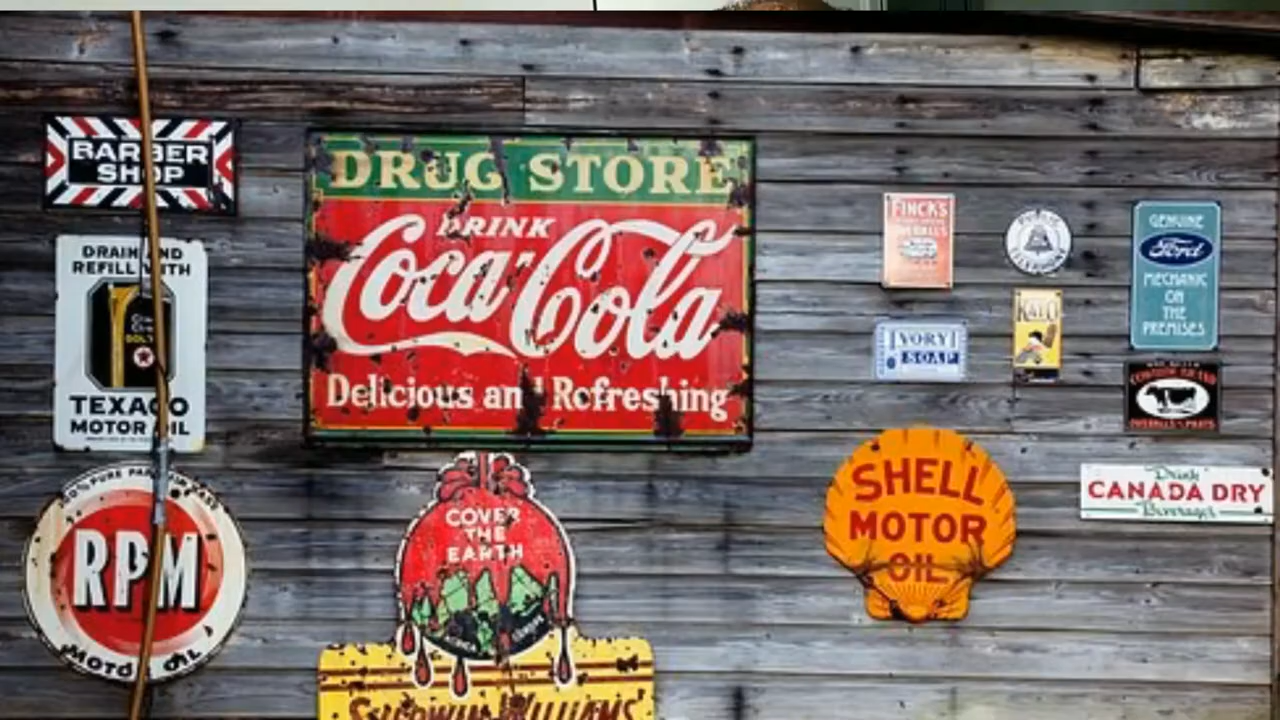 BARBER
SHOP
DRAIN AND
REFILL WITH
TEXACO
MOTOR OIL
RPM
MOTOR OIL
DRUG STORE
DRINK
Coca-Cola
Delicious and Refreshing
COVER
THE
EARTH
SHERWIN-WILLIAMS
FINCK'S
OVERALLS
KALO
IVORY
SOAP
GENUINE
Ford
MECHANIC
ON
THE
PREMISES
SHELL
MOTOR
OIL
Drink
CANADA DRY
Beverages